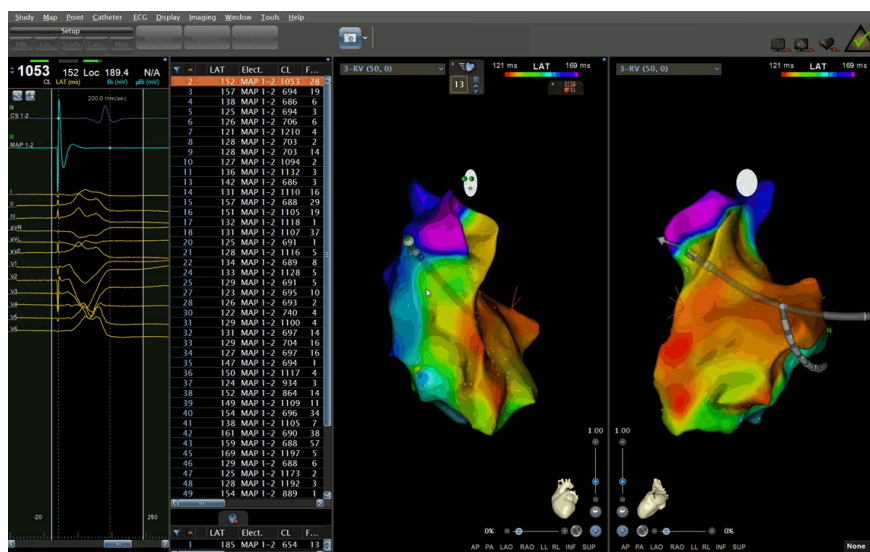 Study Map Point Catheter ECG Display Imaging Window Tools Help
Setup
Loc Study Cath Map
1053 152 Loc 189.4 N/A
CL LAT (ms) Bi (mV) µBi (mV)
200.0 mm/sec
R
CS 1-2
M
MAP 1-2
I
II
III
aVR
aVL
aVF
V1
V2
V3
V4
V5
V6
-20 250
LAT Elect. CL F...
2 152 MAP 1-2 1053 28
3 157 MAP 1-2 694 19
4 138 MAP 1-2 686 6
5 125 MAP 1-2 694 3
6 126 MAP 1-2 706 6
7 121 MAP 1-2 1210 4
8 128 MAP 1-2 703 2
9 128 MAP 1-2 703 14
10 127 MAP 1-2 1094 2
11 136 MAP 1-2 1132 3
13 142 MAP 1-2 686 3
14 131 MAP 1-2 1110 16
15 157 MAP 1-2 688 29
16 151 MAP 1-2 1105 19
17 132 MAP 1-2 1118 1
18 131 MAP 1-2 1107 37
20 125 MAP 1-2 691 1
21 128 MAP 1-2 1116 5
22 134 MAP 1-2 689 8
24 133 MAP 1-2 1128 5
25 129 MAP 1-2 691 5
27 123 MAP 1-2 695 10
28 126 MAP 1-2 693 2
30 122 MAP 1-2 740 4
31 129 MAP 1-2 1100 4
32 131 MAP 1-2 697 14
33 129 MAP 1-2 704 16
34 127 MAP 1-2 697 16
35 147 MAP 1-2 694 1
36 150 MAP 1-2 1117 4
37 124 MAP 1-2 934 3
38 152 MAP 1-2 864 14
39 149 MAP 1-2 1109 11
40 154 MAP 1-2 696 34
41 138 MAP 1-2 1105 7
42 161 MAP 1-2 690 38
43 159 MAP 1-2 688 57
45 169 MAP 1-2 1197 5
46 129 MAP 1-2 688 6
47 125 MAP 1-2 1173 2
48 128 MAP 1-2 1192 3
49 154 MAP 1-2 889 1
LAT Elect. CL F...
1 185 MAP 1-2 654 13
3-RV (50, 0)
13
121 ms LAT 169 ms
1.00
0%
AP PA LAO RAO LL RL INF SUP
3-RV (50, 0)
121 ms LAT 169 ms
R
1.00
0%
AP PA LAO RAO LL RL INF SUP
None